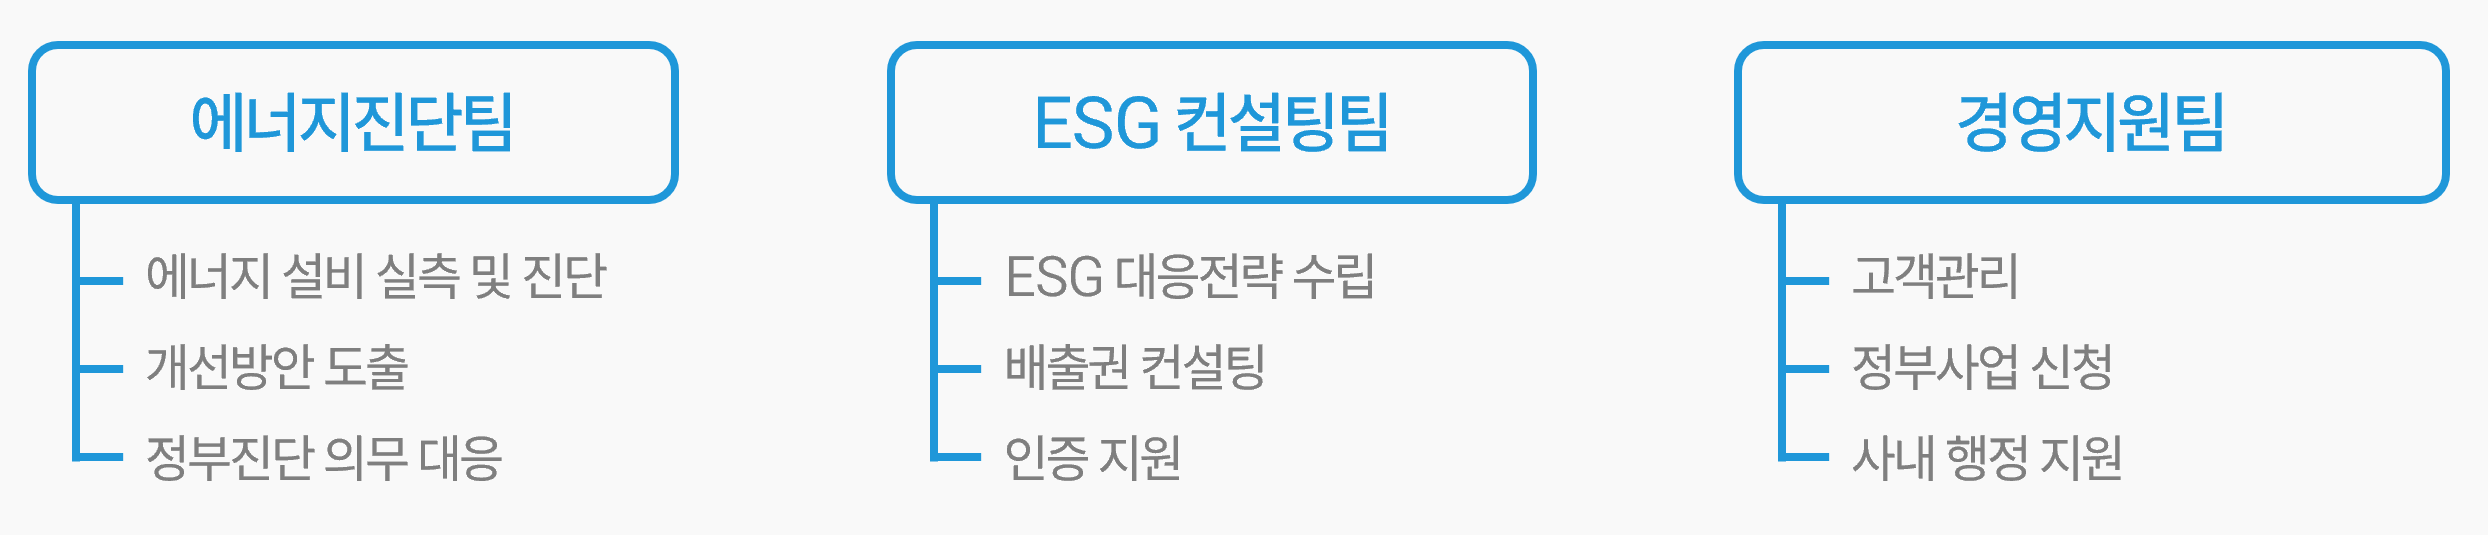 에너지진단팀
에너지 설비 실측 및 진단
개선방안 도출
정부진단 의무 대응
ESG 컨설팅팀
ESG 대응전략 수립
배출권 컨설팅
인증 지원
경영지원팀
고객관리
정부사업 신청
사내 행정 지원